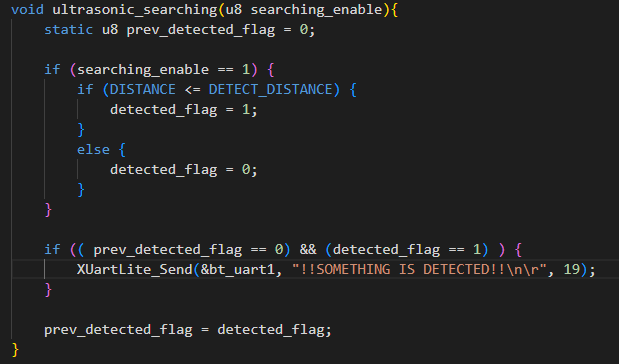 void ultrasonic_searching(u8 searching_enable){
    static u8 prev_detected_flag = 0;

    if (searching_enable == 1) {
        if (DISTANCE <= DETECT_DISTANCE) {
            detected_flag = 1;
        }
        else {
            detected_flag = 0;
        }
    }

    if (( prev_detected_flag == 0) && (detected_flag == 1) ) {
        XUartLite_Send(&bt_uart1, "!!SOMETHING IS DETECTED!!\n\r", 19);
    }

    prev_detected_flag = detected_flag;
}